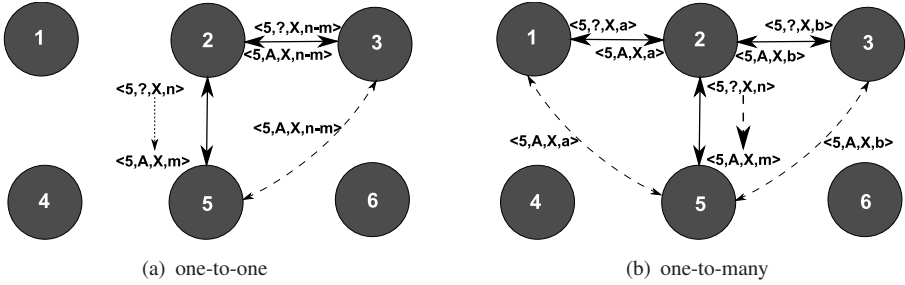 1
2
<5,?,X,n–m>
3
<5,A,X,n–m>
<5,?,X,n>
<5,A,X,n–m>
<5,A,X,m>
4
5
6
(a) one-to-one
1
<5,?,X,a>
2
<5,?,X,b>
3
<5,A,X,a>
<5,A,X,b>
<5,?,X,n>
<5,A,X,a>
<5,A,X,b>
<5,A,X,m>
4
5
6
(b) one-to-many